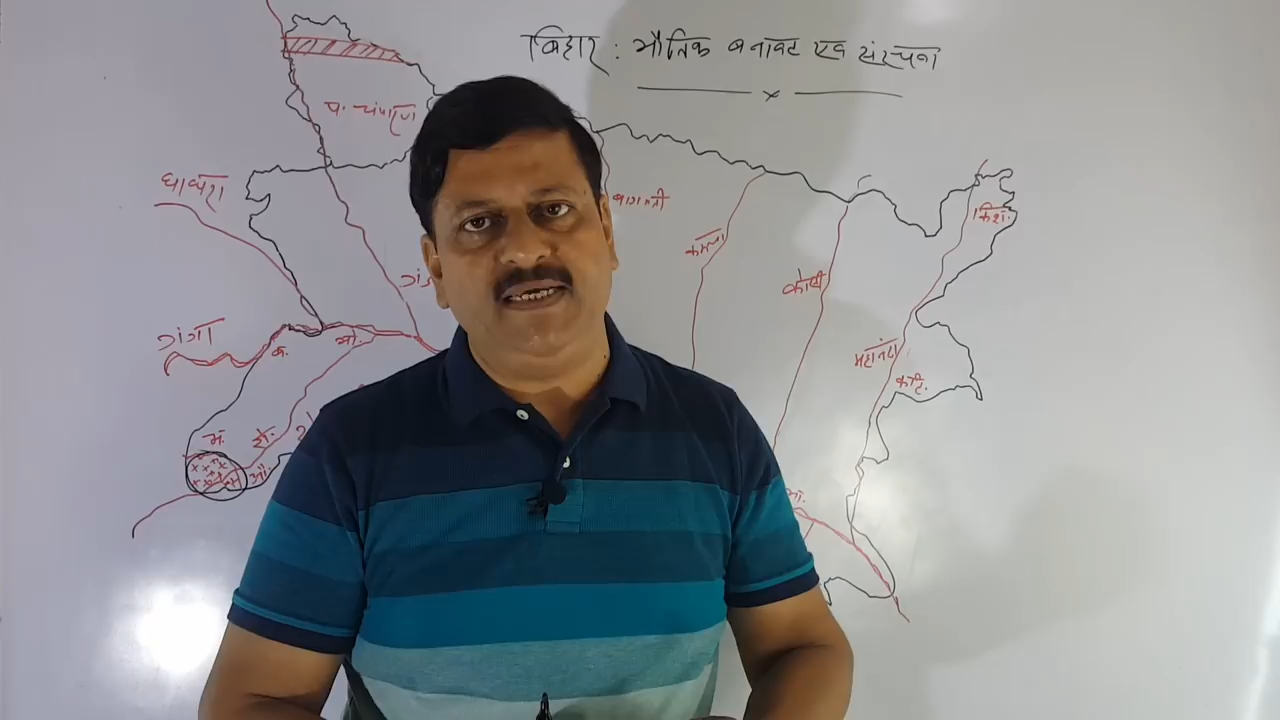 बिहार : भौतिक बनावट एवं संरचना
प. चंपारण
घाघरा
बागमती
किश.
कमला
गंड
कोसी
गंगा
ब.
भो.
महानंदा
कटि.
भ.
रो.
औ.
भा.